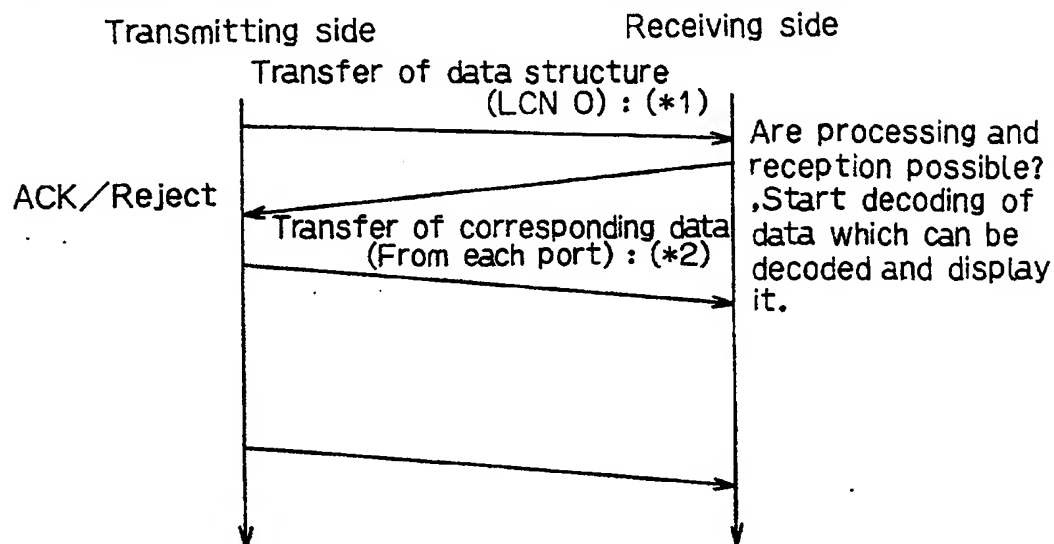 Transmitting side
Receiving side
Transfer of data structure
(LCN 0) : (*1)
Are processing and
reception possible?
,Start decoding of
data which can be
decoded and display
it.
ACK/Reject
Transfer of corresponding data
(From each port) : (*2)